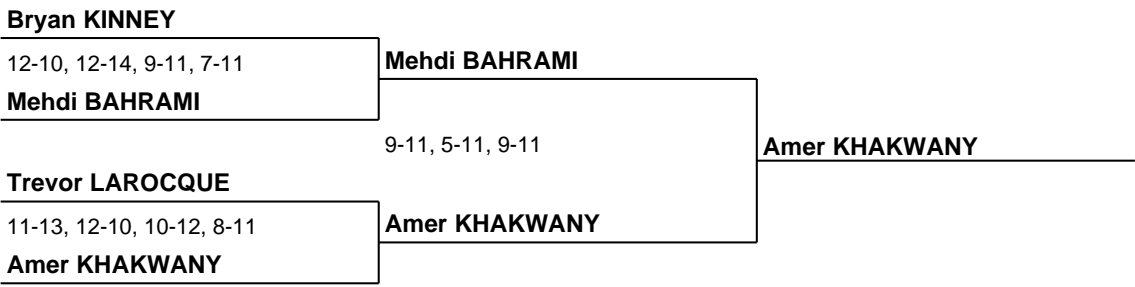 Bryan KINNEY
12-10, 12-14, 9-11, 7-11
Mehdi BAHRAMI
Mehdi BAHRAMI
9-11, 5-11, 9-11
Amer KHAKWANY
Trevor LAROCQUE
11-13, 12-10, 10-12, 8-11
Amer KHAKWANY
Amer KHAKWANY